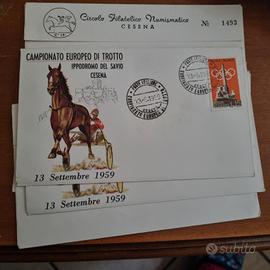 Circolo Filatelico Numismatico
CESENA
N° 1493
CAMPIONATO EUROPEO DI TROTTO
IPPODROMO DEL SAVIO
CESENA
13 Settembre 1959
13 Settembre 1959
subito